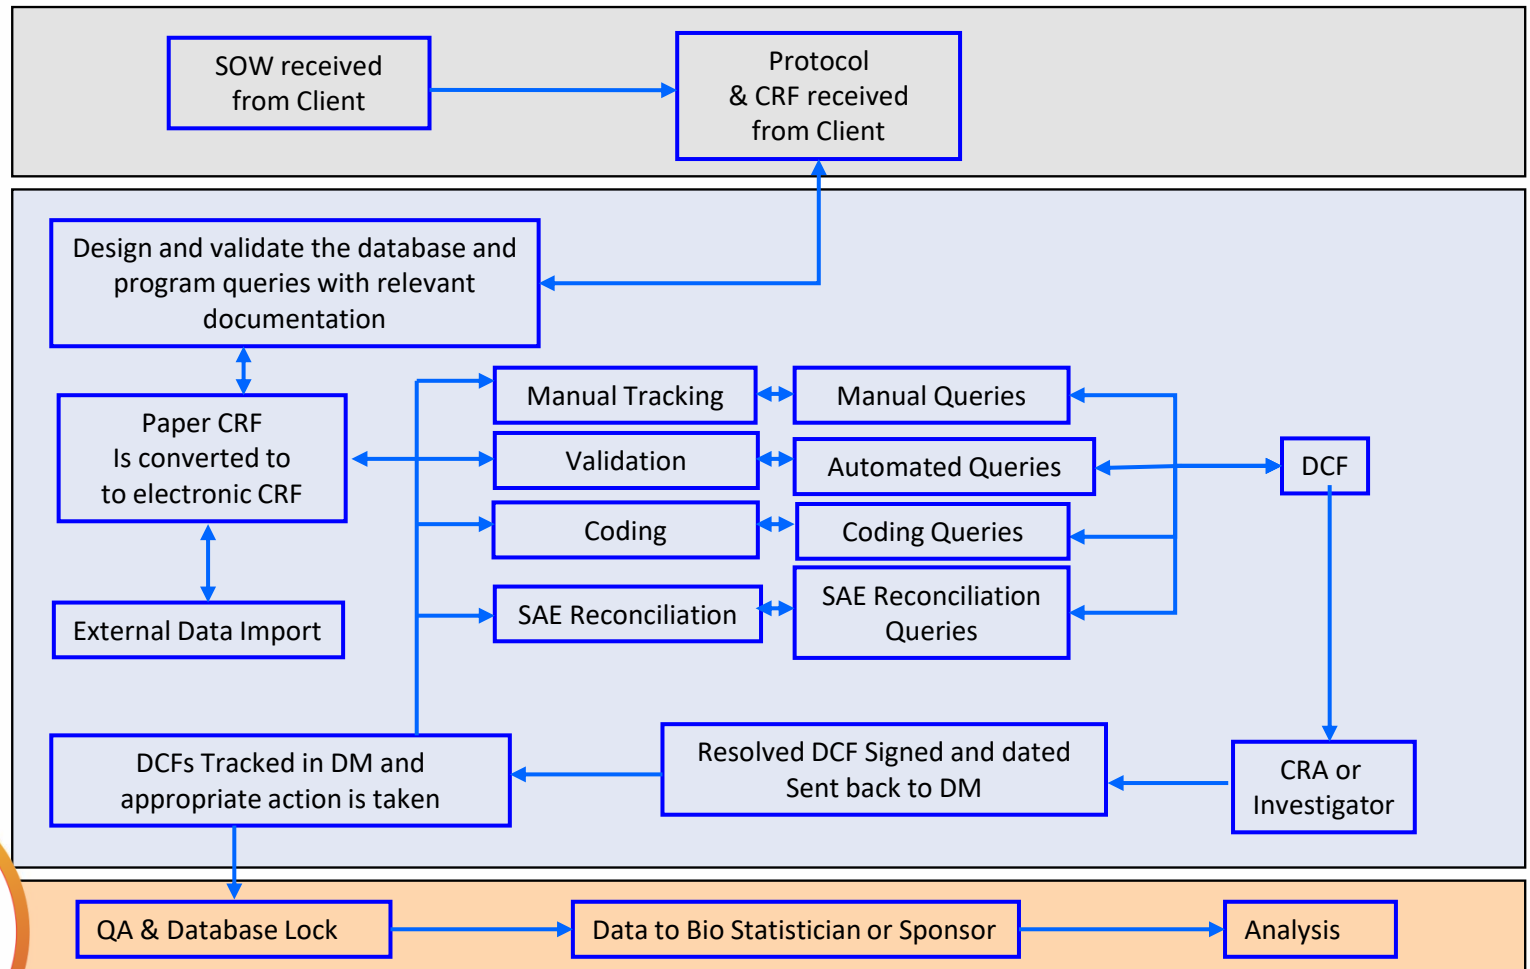 SOW received
from Client
Protocol
& CRF received
from Client
Design and validate the database and
program queries with relevant
documentation
Paper CRF
Is converted to
to electronic CRF
External Data Import
Manual Tracking
Manual Queries
Validation
Automated Queries
Coding
Coding Queries
SAE Reconciliation
SAE Reconciliation
Queries
DCF
DCFs Tracked in DM and
appropriate action is taken
Resolved DCF Signed and dated
Sent back to DM
CRA or
Investigator
QA & Database Lock
Data to Bio Statistician or Sponsor
Analysis